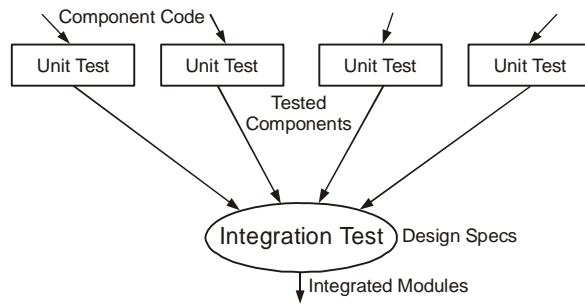 Component Code
Unit Test
Unit Test
Unit Test
Unit Test
Tested
Components
Integration Test
Design Specs
Integrated Modules